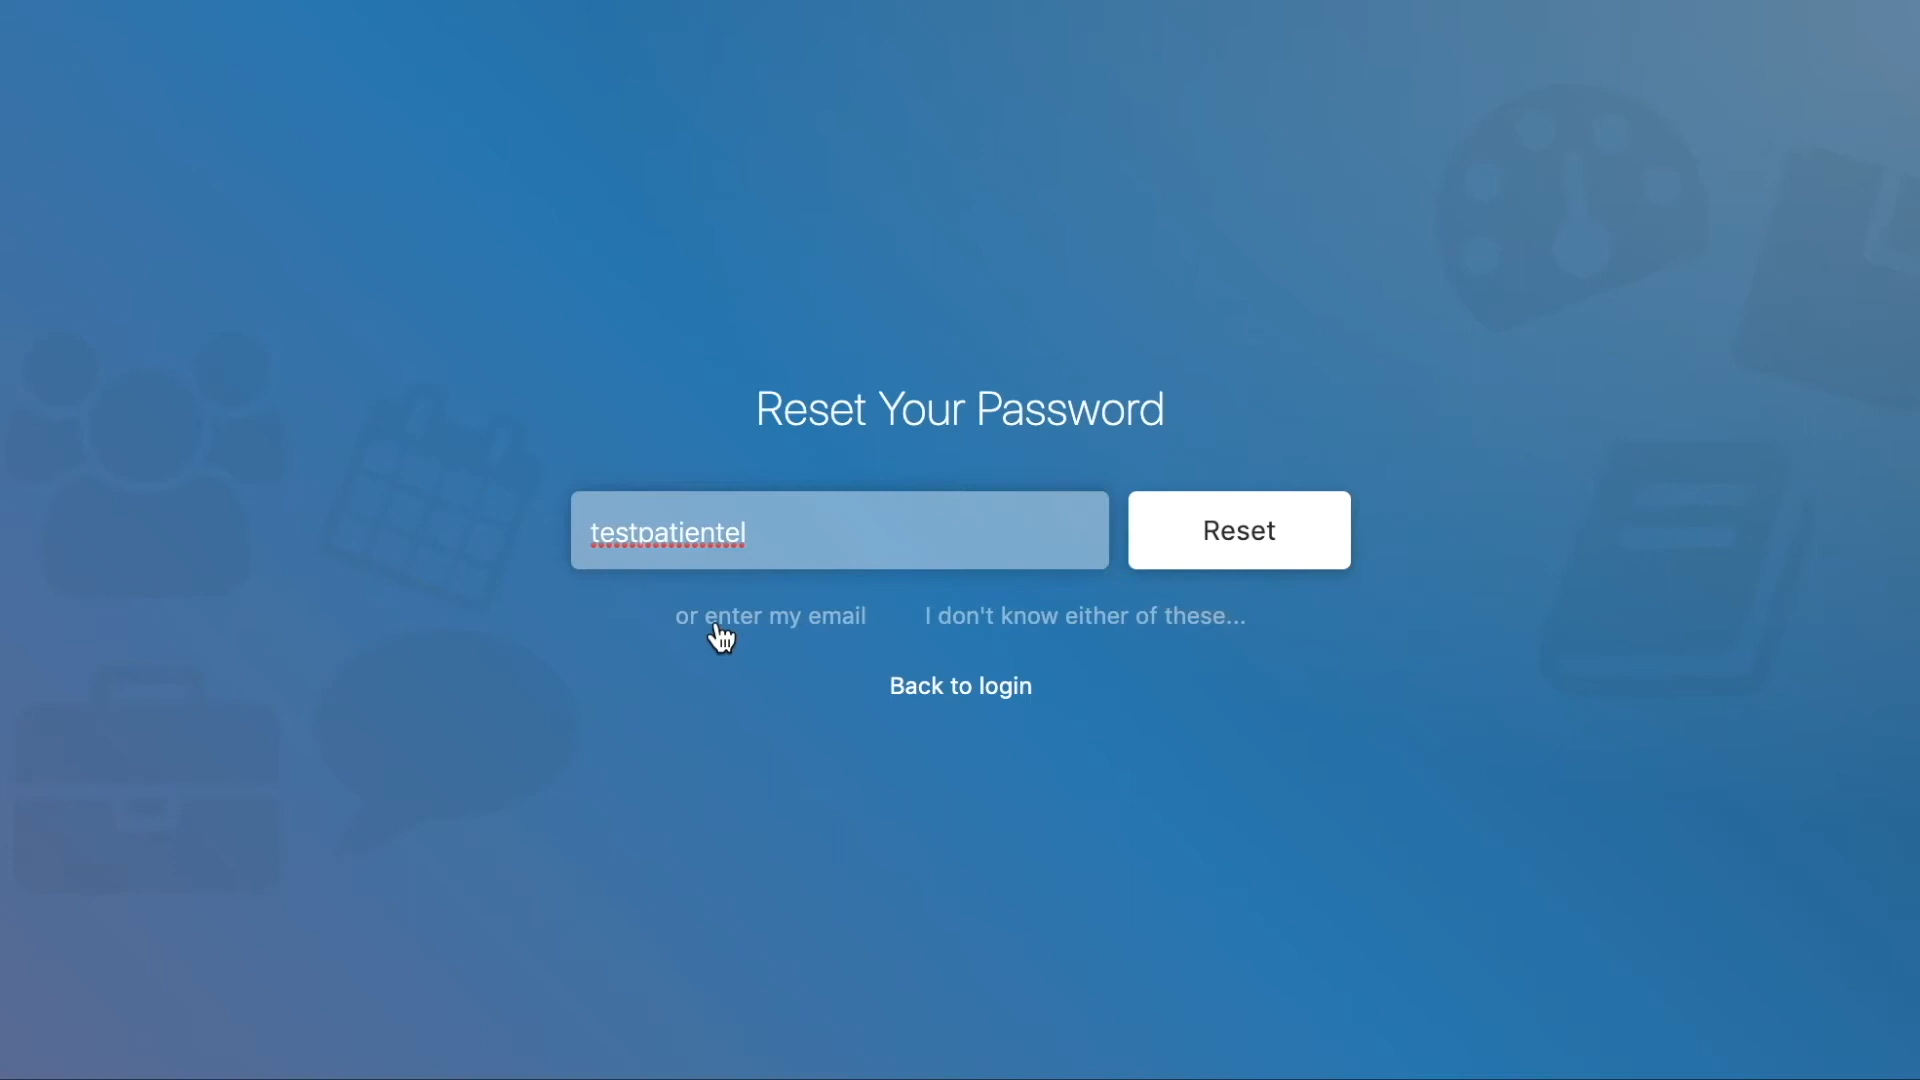 Reset Your Password
testpatientel
Reset
or enter my email
I don't know either of these...
Back to login